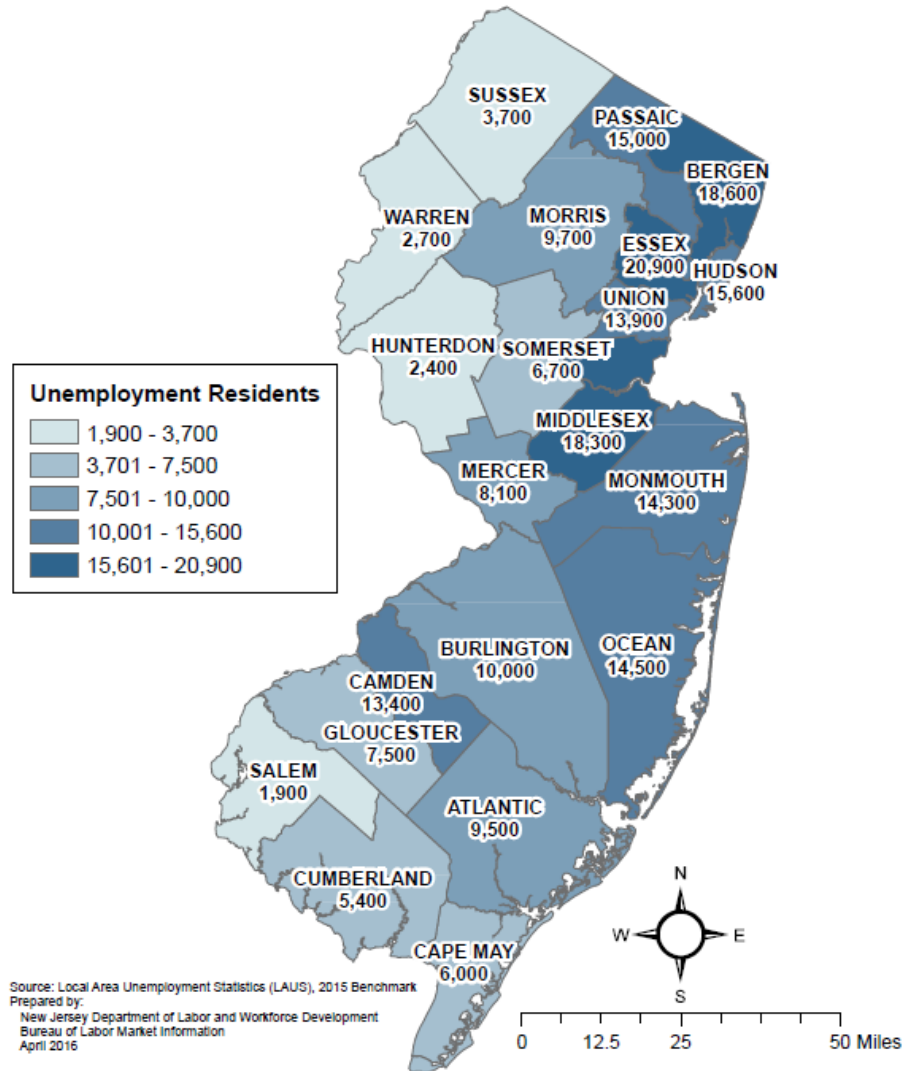 SUSSEX
3,700
PASSAIC
15,000
BERGEN
18,600
WARREN
2,700
MORRIS
9,700
ESSEX
20,900
HUDSON
15,600
UNION
13,900
HUNTERDON
2,400
SOMERSET
6,700
Unemployment Residents
1,900 - 3,700
3,701 - 7,500
7,501 - 10,000
10,001 - 15,600
15,601 - 20,900
MIDDLESEX
18,300
MERCER
8,100
MONMOUTH
14,300
BURLINGTON
10,000
OCEAN
14,500
CAMDEN
13,400
GLOUCESTER
7,500
SALEM
1,900
ATLANTIC
9,500
CUMBERLAND
5,400
CAPE MAY
6,000
N
W E
S
Source: Local Area Unemployment Statistics (LAUS), 2015 Benchmark
Prepared by:
New Jersey Department of Labor and Workforce Development
Bureau of Labor Market Information
April 2016
0 12.5 25 50 Miles